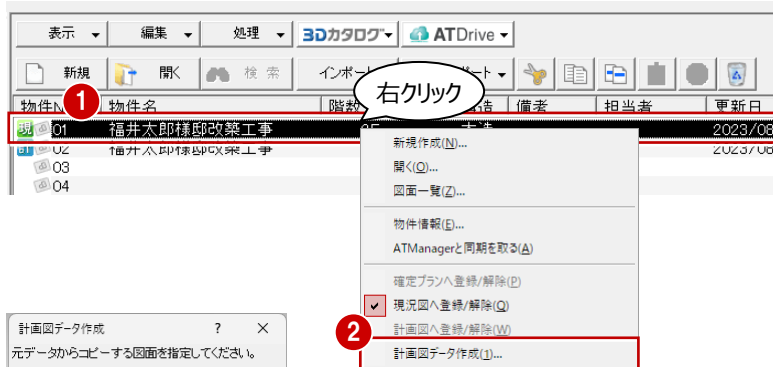 表示 編集 処理 3Dカタログ ATDrive
新規 開く 検索 インポート ポート
右クリック
物件N 物件名 階数 構造 備者 担当者 更新日
1
現 01 福井太郎様邸改築工事 2F 木造 2023/08
02 福井太郎様邸改築工事 2023/08
03
04
新規作成(N)...
開く(O)...
図面一覧(Z)...
物件情報(E)...
ATManagerと同期を取る(A)
確定プランへ登録/解除(P)
現況図へ登録/解除(Q)
計画図へ登録/解除(W)
2
計画図データ作成(1)...
計画図データ作成 ? ×
元データからコピーする図面を指定してください。